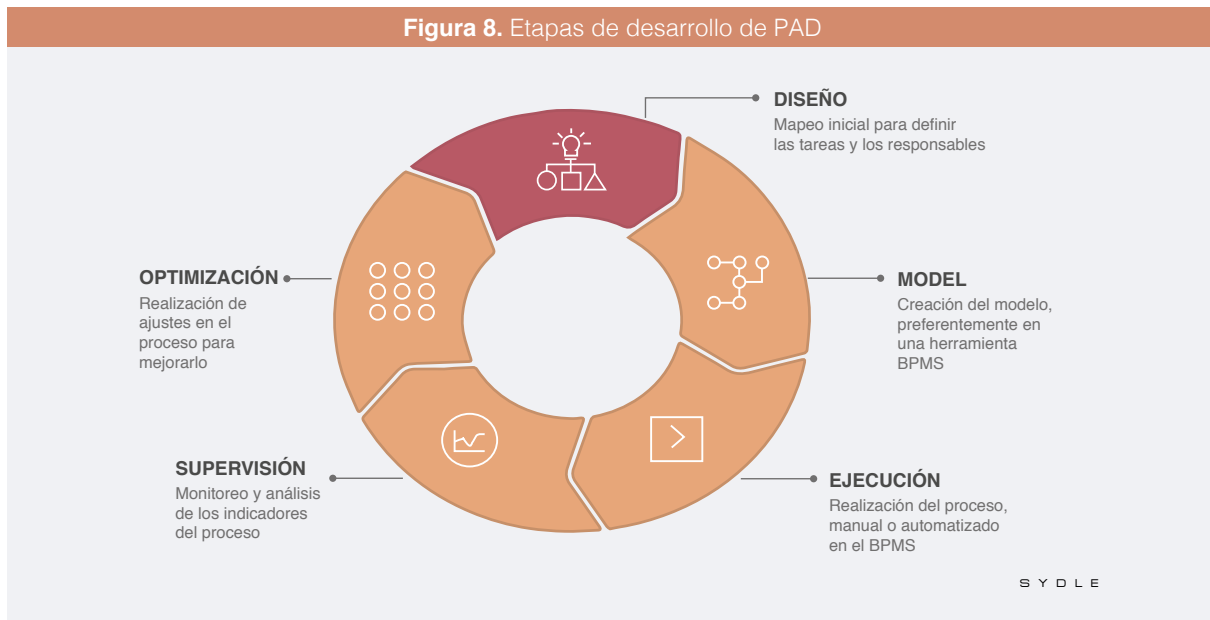 Figura 8. Etapas de desarrollo de PAD
DISEÑO
Mapeo inicial para definir
las tareas y los responsables
MODEL
Creación del modelo,
preferentemente en
una herramienta
BPMS
EJECUCIÓN
Realización del proceso,
manual o automatizado
en el BPMS
SUPERVISIÓN
Monitoreo y análisis
de los indicadores
del proceso
OPTIMIZACIÓN
Realización de
ajustes en el
proceso para
mejorarlo
SYDLE